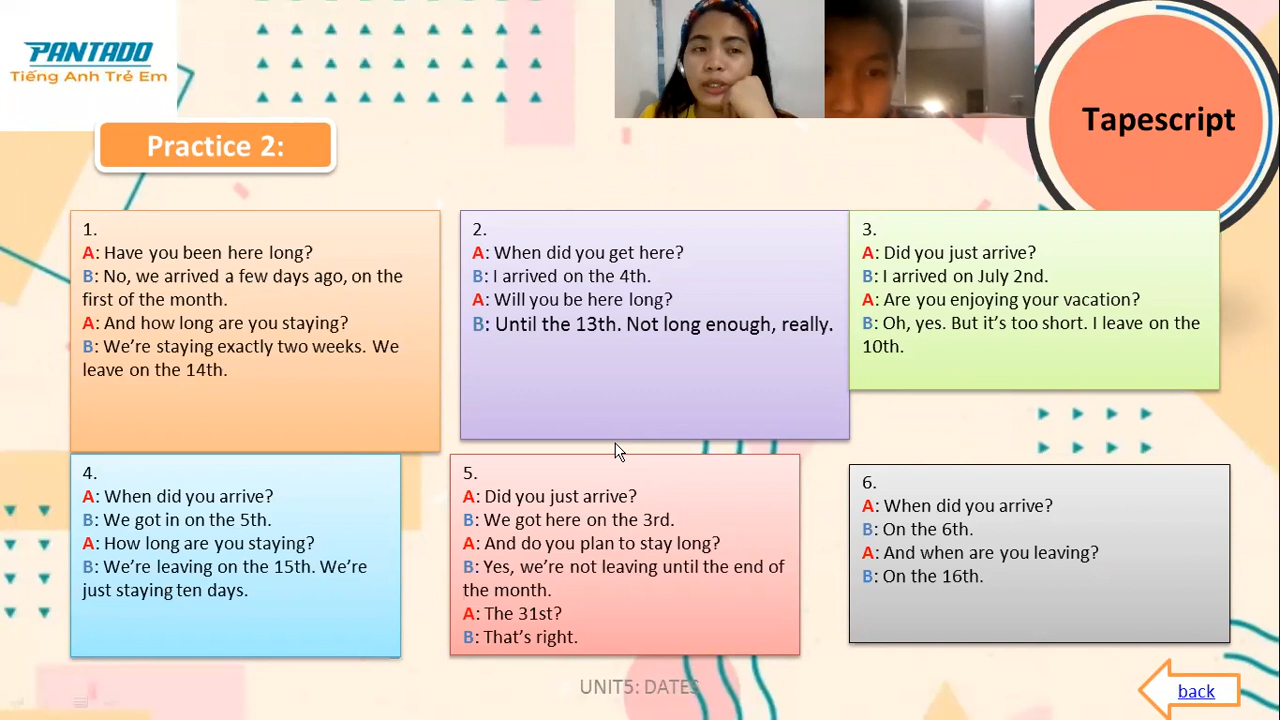 PANTADO
Tiếng Anh Trẻ Em
Tapescript
Practice 2:
1.
A: Have you been here long?
B: No, we arrived a few days ago, on the
first of the month.
A: And how long are you staying?
B: We’re staying exactly two weeks. We
leave on the 14th.
2.
A: When did you get here?
B: I arrived on the 4th.
A: Will you be here long?
B: Until the 13th. Not long enough, really.
3.
A: Did you just arrive?
B: I arrived on July 2nd.
A: Are you enjoying your vacation?
B: Oh, yes. But it’s too short. I leave on the
10th.
4.
A: When did you arrive?
B: We got in on the 5th.
A: How long are you staying?
B: We’re leaving on the 15th. We’re
just staying ten days.
5.
A: Did you just arrive?
B: We got here on the 3rd.
A: And do you plan to stay long?
B: Yes, we’re not leaving until the end of
the month.
A: The 31st?
B: That’s right.
6.
A: When did you arrive?
B: On the 6th.
A: And when are you leaving?
B: On the 16th.
UNIT5: DATES
back